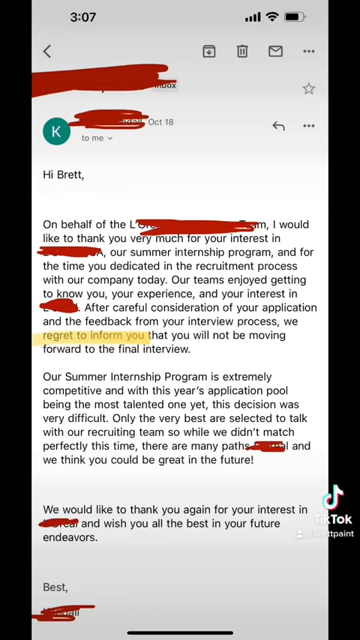 3:07
Inbox
K
Oct 18
to me
Hi Brett,
On behalf of the Team, I would
like to thank you very much for your interest in
, our summer internship program, and for
the time you dedicated in the recruitment process
with our company today. Our teams enjoyed getting
to know you, your experience, and your interest in
. After careful consideration of your application
and the feedback from your interview process, we
regret to inform you that you will not be moving
forward to the final interview.
Our Summer Internship Program is extremely
competitive and with this year's application pool
being the most talented one yet, this decision was
very difficult. Only the very best are selected to talk
with our recruiting team so while we didn't match
perfectly this time, there are many paths and
we think you could be great in the future!
We would like to thank you again for your interest in
and wish you all the best in your future
endeavors.
Best,
TikTok
@brettpaint